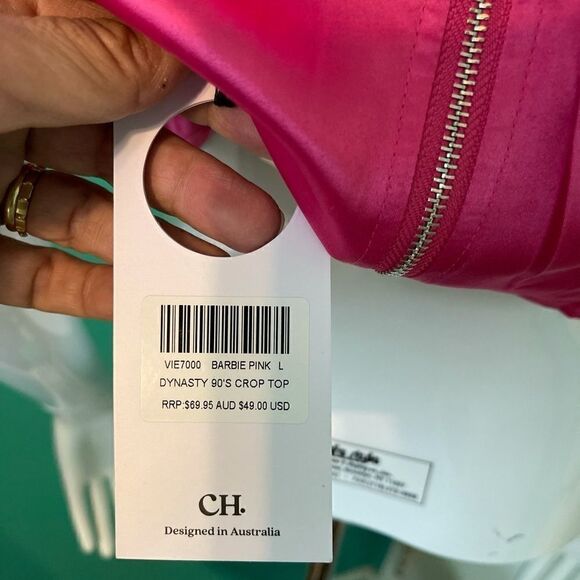 VIE7000 BARBIE PINK L
DYNASTY 90'S CROP TOP
RRP:$69.95 AUD $49.00 USD
CH.
Designed in Australia